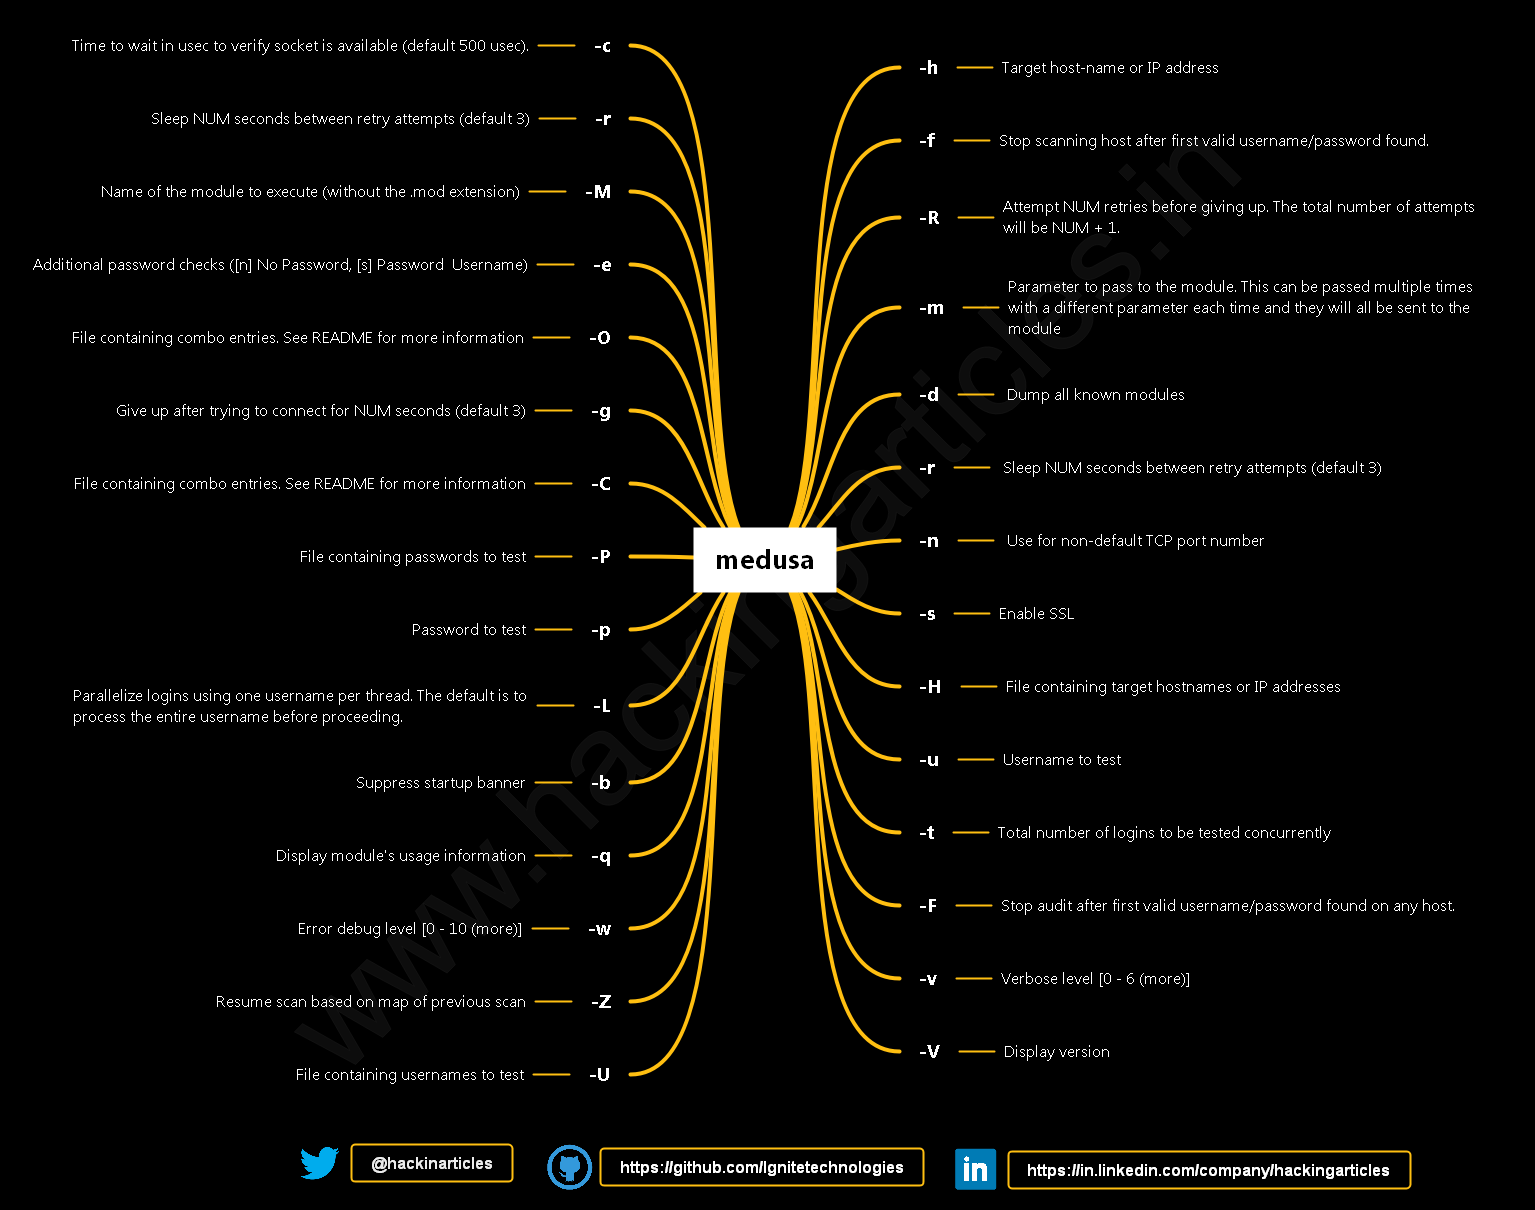 Time to wait in usec to verify socket is available (default 500 usec). -c
Sleep NUM seconds between retry attempts (default 3) -r
Name of the module to execute (without the .mod extension) -M
Additional password checks ([n] No Password, [s] Password  Username) -e
File containing combo entries. See README for more information -O
Give up after trying to connect for NUM seconds (default 3) -g
File containing combo entries. See README for more information -C
File containing passwords to test -P
Password to test -p
Parallelize logins using one username per thread. The default is to
process the entire username before proceeding. -L
Suppress startup banner -b
Display module's usage information -q
Error debug level [0 - 10 (more)] -w
Resume scan based on map of previous scan -Z
File containing usernames to test -U
medusa
-h Target host-name or IP address
-f Stop scanning host after first valid username/password found.
-R Attempt NUM retries before giving up. The total number of attempts
will be NUM + 1.
-m Parameter to pass to the module. This can be passed multiple times
with a different parameter each time and they will all be sent to the
module
-d Dump all known modules
-r Sleep NUM seconds between retry attempts (default 3)
-n Use for non-default TCP port number
-s Enable SSL
-H File containing target hostnames or IP addresses
-u Username to test
-t Total number of logins to be tested concurrently
-F Stop audit after first valid username/password found on any host.
-v Verbose level [0 - 6 (more)]
-V Display version
www.hackingarticles.in
@hackinarticles
https://github.com/Ignitetechnologies
in
https://in.linkedin.com/company/hackingarticles